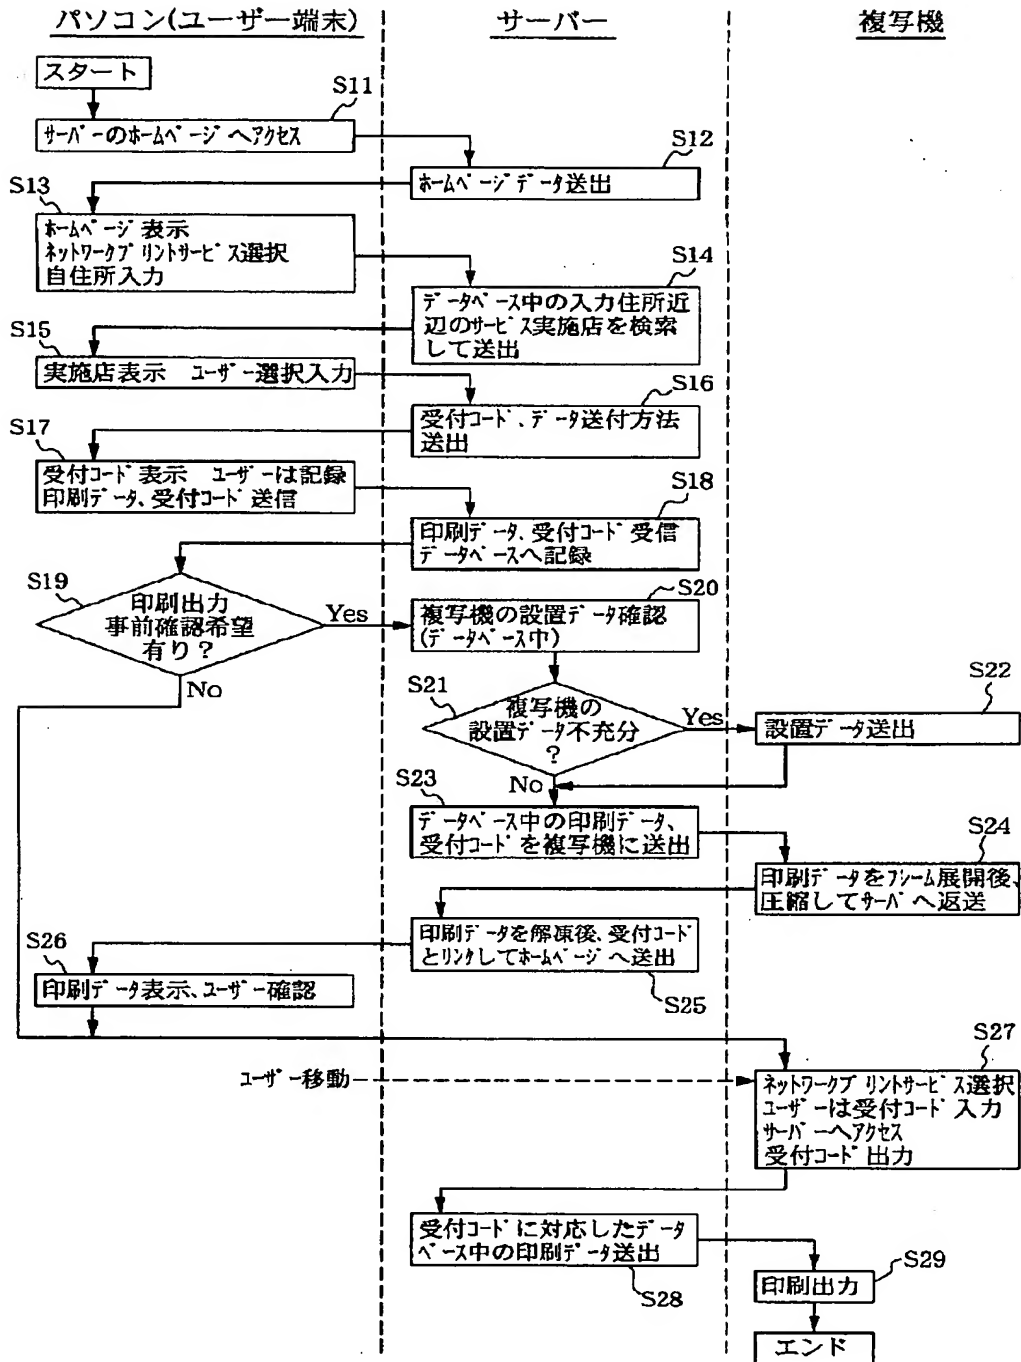 パソコン(ユーザー端末)
サーバー
複写機
スタート
S11
サーバーのホームページへアクセス
S12
ホームページデータ送出
S13
ホームページ表示
ネットワークプリントサービス選択
自住所入力
S14
データベース中の入力住所近
辺のサービス実施店を検索
して送出
S15
実施店表示 ユーザー選択入力
S16
受付コード、データ送付方法
送出
S17
受付コード表示 ユーザーは記録
印刷データ、受付コード送信
S18
印刷データ、受付コード受信
データベースへ記録
S19
印刷出力
事前確認希望
有り?
Yes
No
S20
複写機の設置データ確認
(データベース中)
S21
複写機の
設置データ不充分
?
Yes
No
S22
設置データ送出
S23
データベース中の印刷データ、
受付コードを複写機に送出
S24
印刷データをフレーム展開後、
圧縮してサーバへ返送
印刷データを解凍後、受付コード
とリンクしてホームページへ送出
S25
S26
印刷データ表示、ユーザー確認
S27
ユーザー移動
ネットワークプリントサービス選択
ユーザーは受付コード入力
サーバーへアクセス
受付コード出力
受付コードに対応したデータ
ベース中の印刷データ送出
S28
S29
印刷出力
エンド